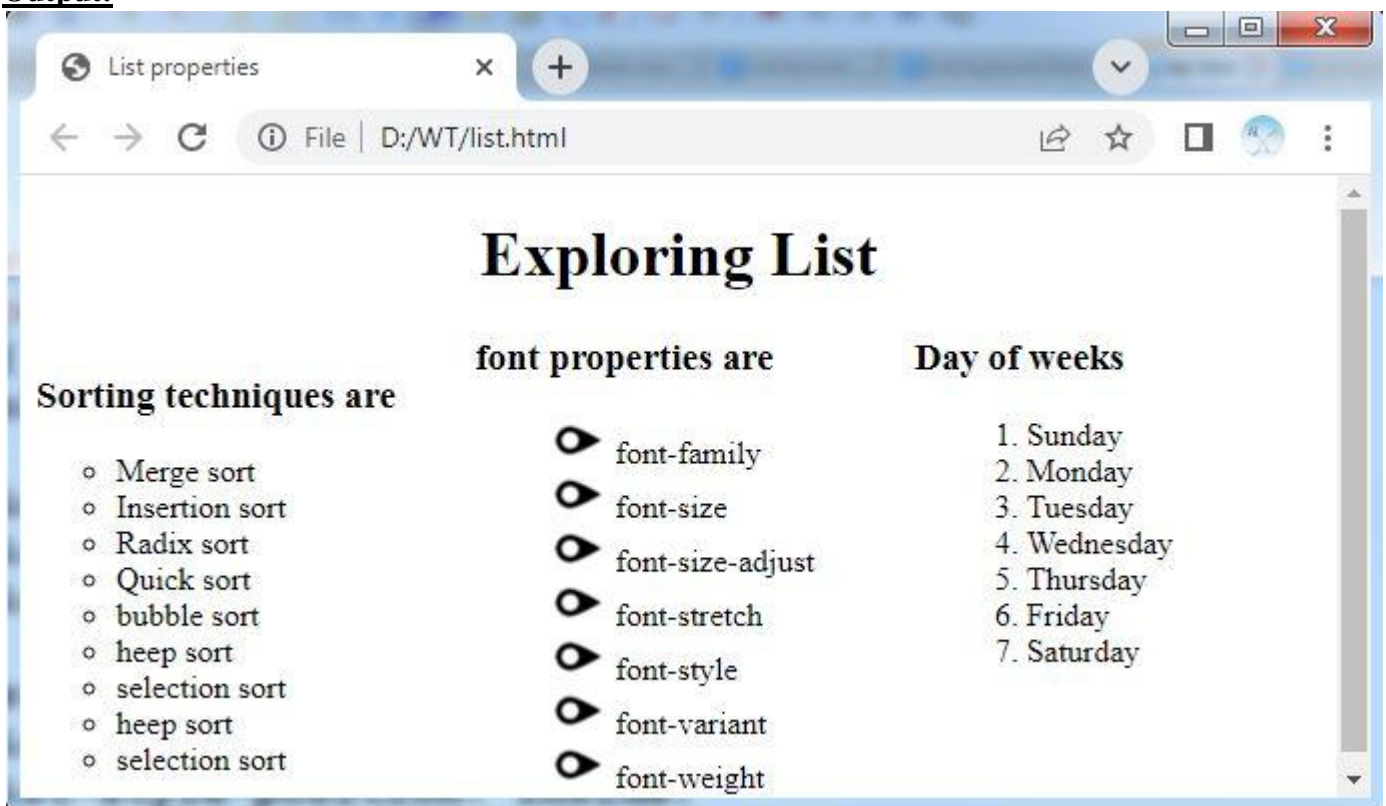 Output:
List properties
File | D:/WT/list.html
Exploring List
Sorting techniques are
Merge sort
Insertion sort
Radix sort
Quick sort
bubble sort
heep sort
selection sort
heep sort
selection sort
font properties are
font-family
font-size
font-size-adjust
font-stretch
font-style
font-variant
font-weight
Day of weeks
1. Sunday
2. Monday
3. Tuesday
4. Wednesday
5. Thursday
6. Friday
7. Saturday